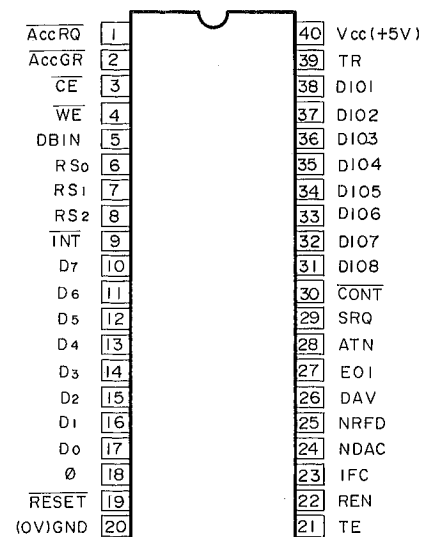 AccRQ 1 40 Vcc(+5V)
AccGR 2 39 TR
CE 3 38 DIO1
WE 4 37 DIO2
DBIN 5 36 DIO3
RS0 6 35 DIO4
RS1 7 34 DIO5
RS2 8 33 DIO6
INT 9 32 DIO7
D7 10 31 DIO8
D6 11 30 CONT
D5 12 29 SRQ
D4 13 28 ATN
D3 14 27 EOI
D2 15 26 DAV
D1 16 25 NRFD
D0 17 24 NDAC
Ø 18 23 IFC
RESET 19 22 REN
(0V)GND 20 21 TE